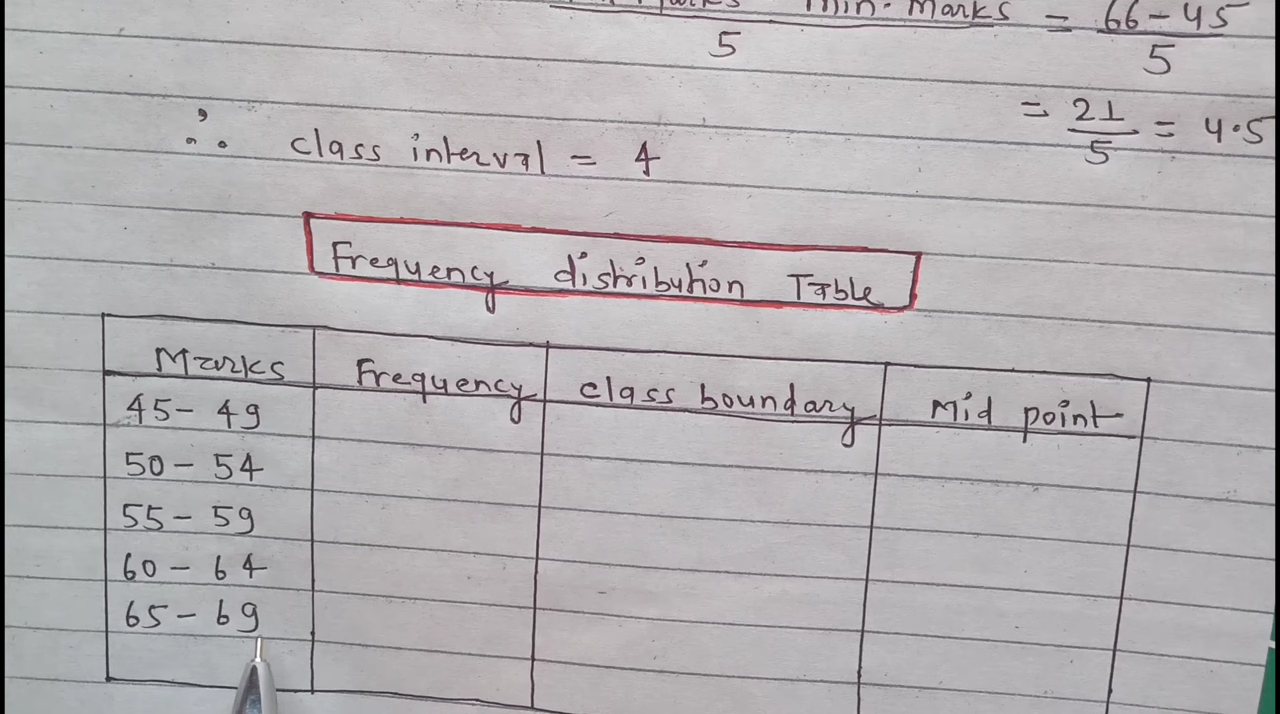 min. Marks = 66-45
5 5
= 21/5 = 4.5
∴ class interval = 4
Frequency distribution Table
Marks Frequency class boundary Mid point
45- 49
50- 54
55- 59
60- 64
65- 69